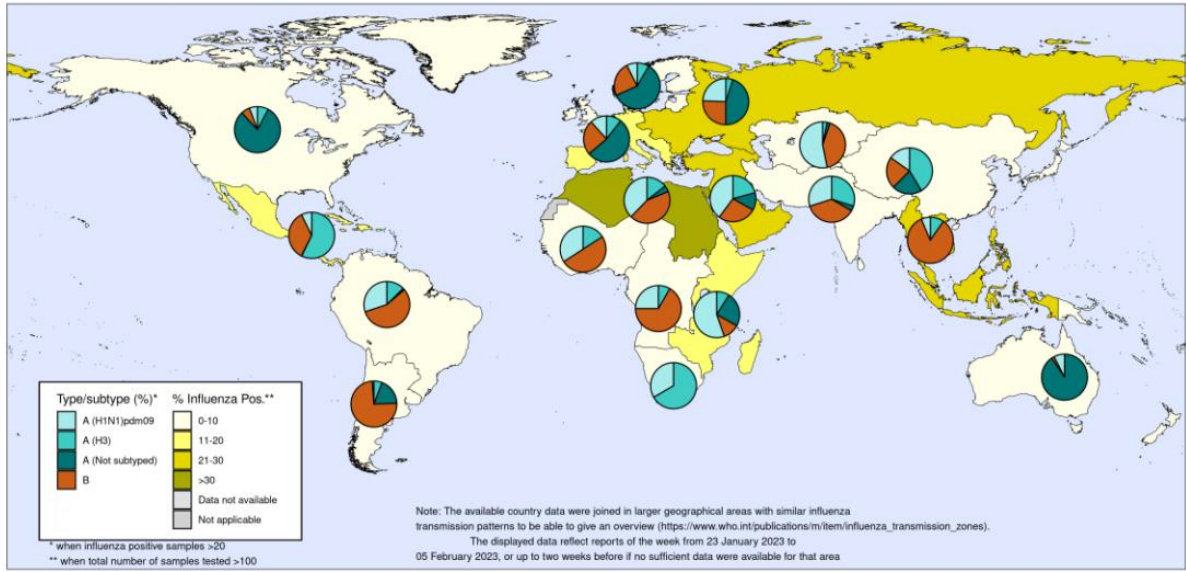 Type/subtype (%)*
A (H1N1)pdm09
A (H3)
A (Not subtyped)
B
% Influenza Pos.**
0-10
11-20
21-30
>30
Data not available
Not applicable
* when influenza positive samples >20
** when total number of samples tested >100
Note: The available country data were joined in larger geographical areas with similar influenza
transmission patterns to be able to give an overview (https://www.who.int/publications/m/item/influenza_transmission_zones).
The displayed data reflect reports of the week from 23 January 2023 to
05 February 2023, or up to two weeks before if no sufficient data were available for that area